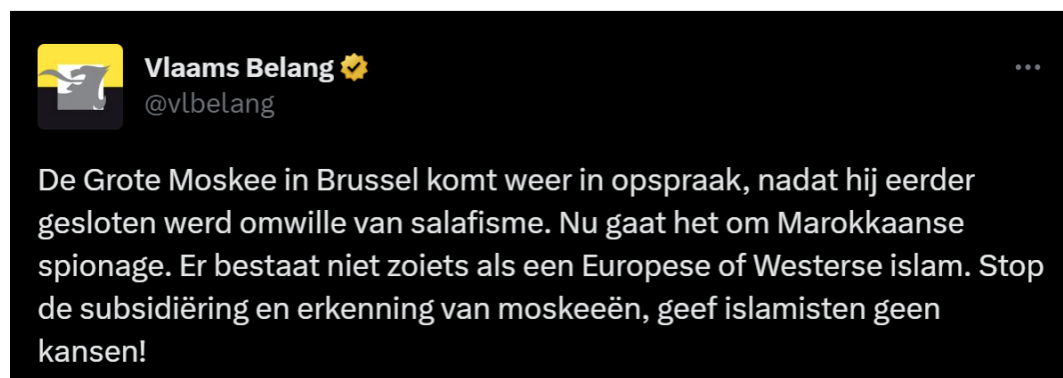 Vlaams Belang
@vlbelang
De Grote Moskee in Brussel komt weer in opspraak, nadat hij eerder
gesloten werd omwille van salafisme. Nu gaat het om Marokkaanse
spionage. Er bestaat niet zoiets als een Europese of Westerse islam. Stop
de subsidiëring en erkenning van moskeeën, geef islamisten geen
kansen!